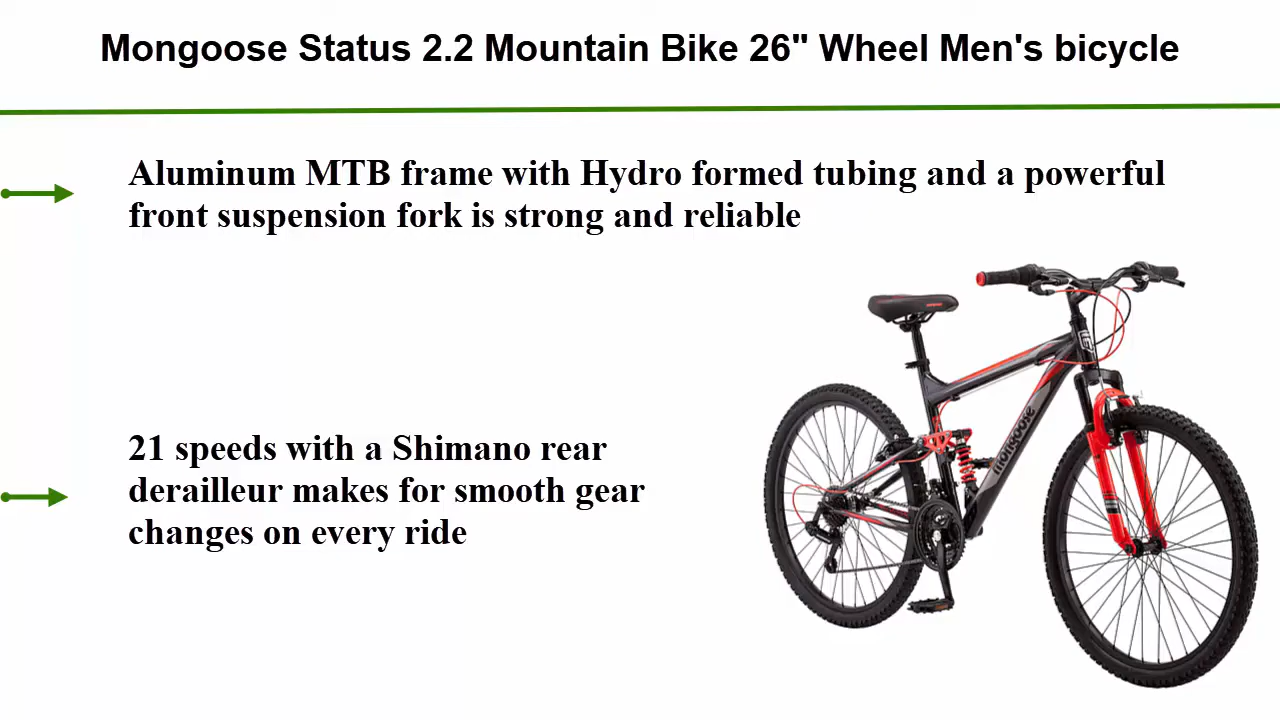 Mongoose Status 2.2 Mountain Bike 26" Wheel Men's bicycle
Aluminum MTB frame with Hydro formed tubing and a powerful
front suspension fork is strong and reliable
21 speeds with a Shimano rear
derailleur makes for smooth gear
changes on every ride
mongoose